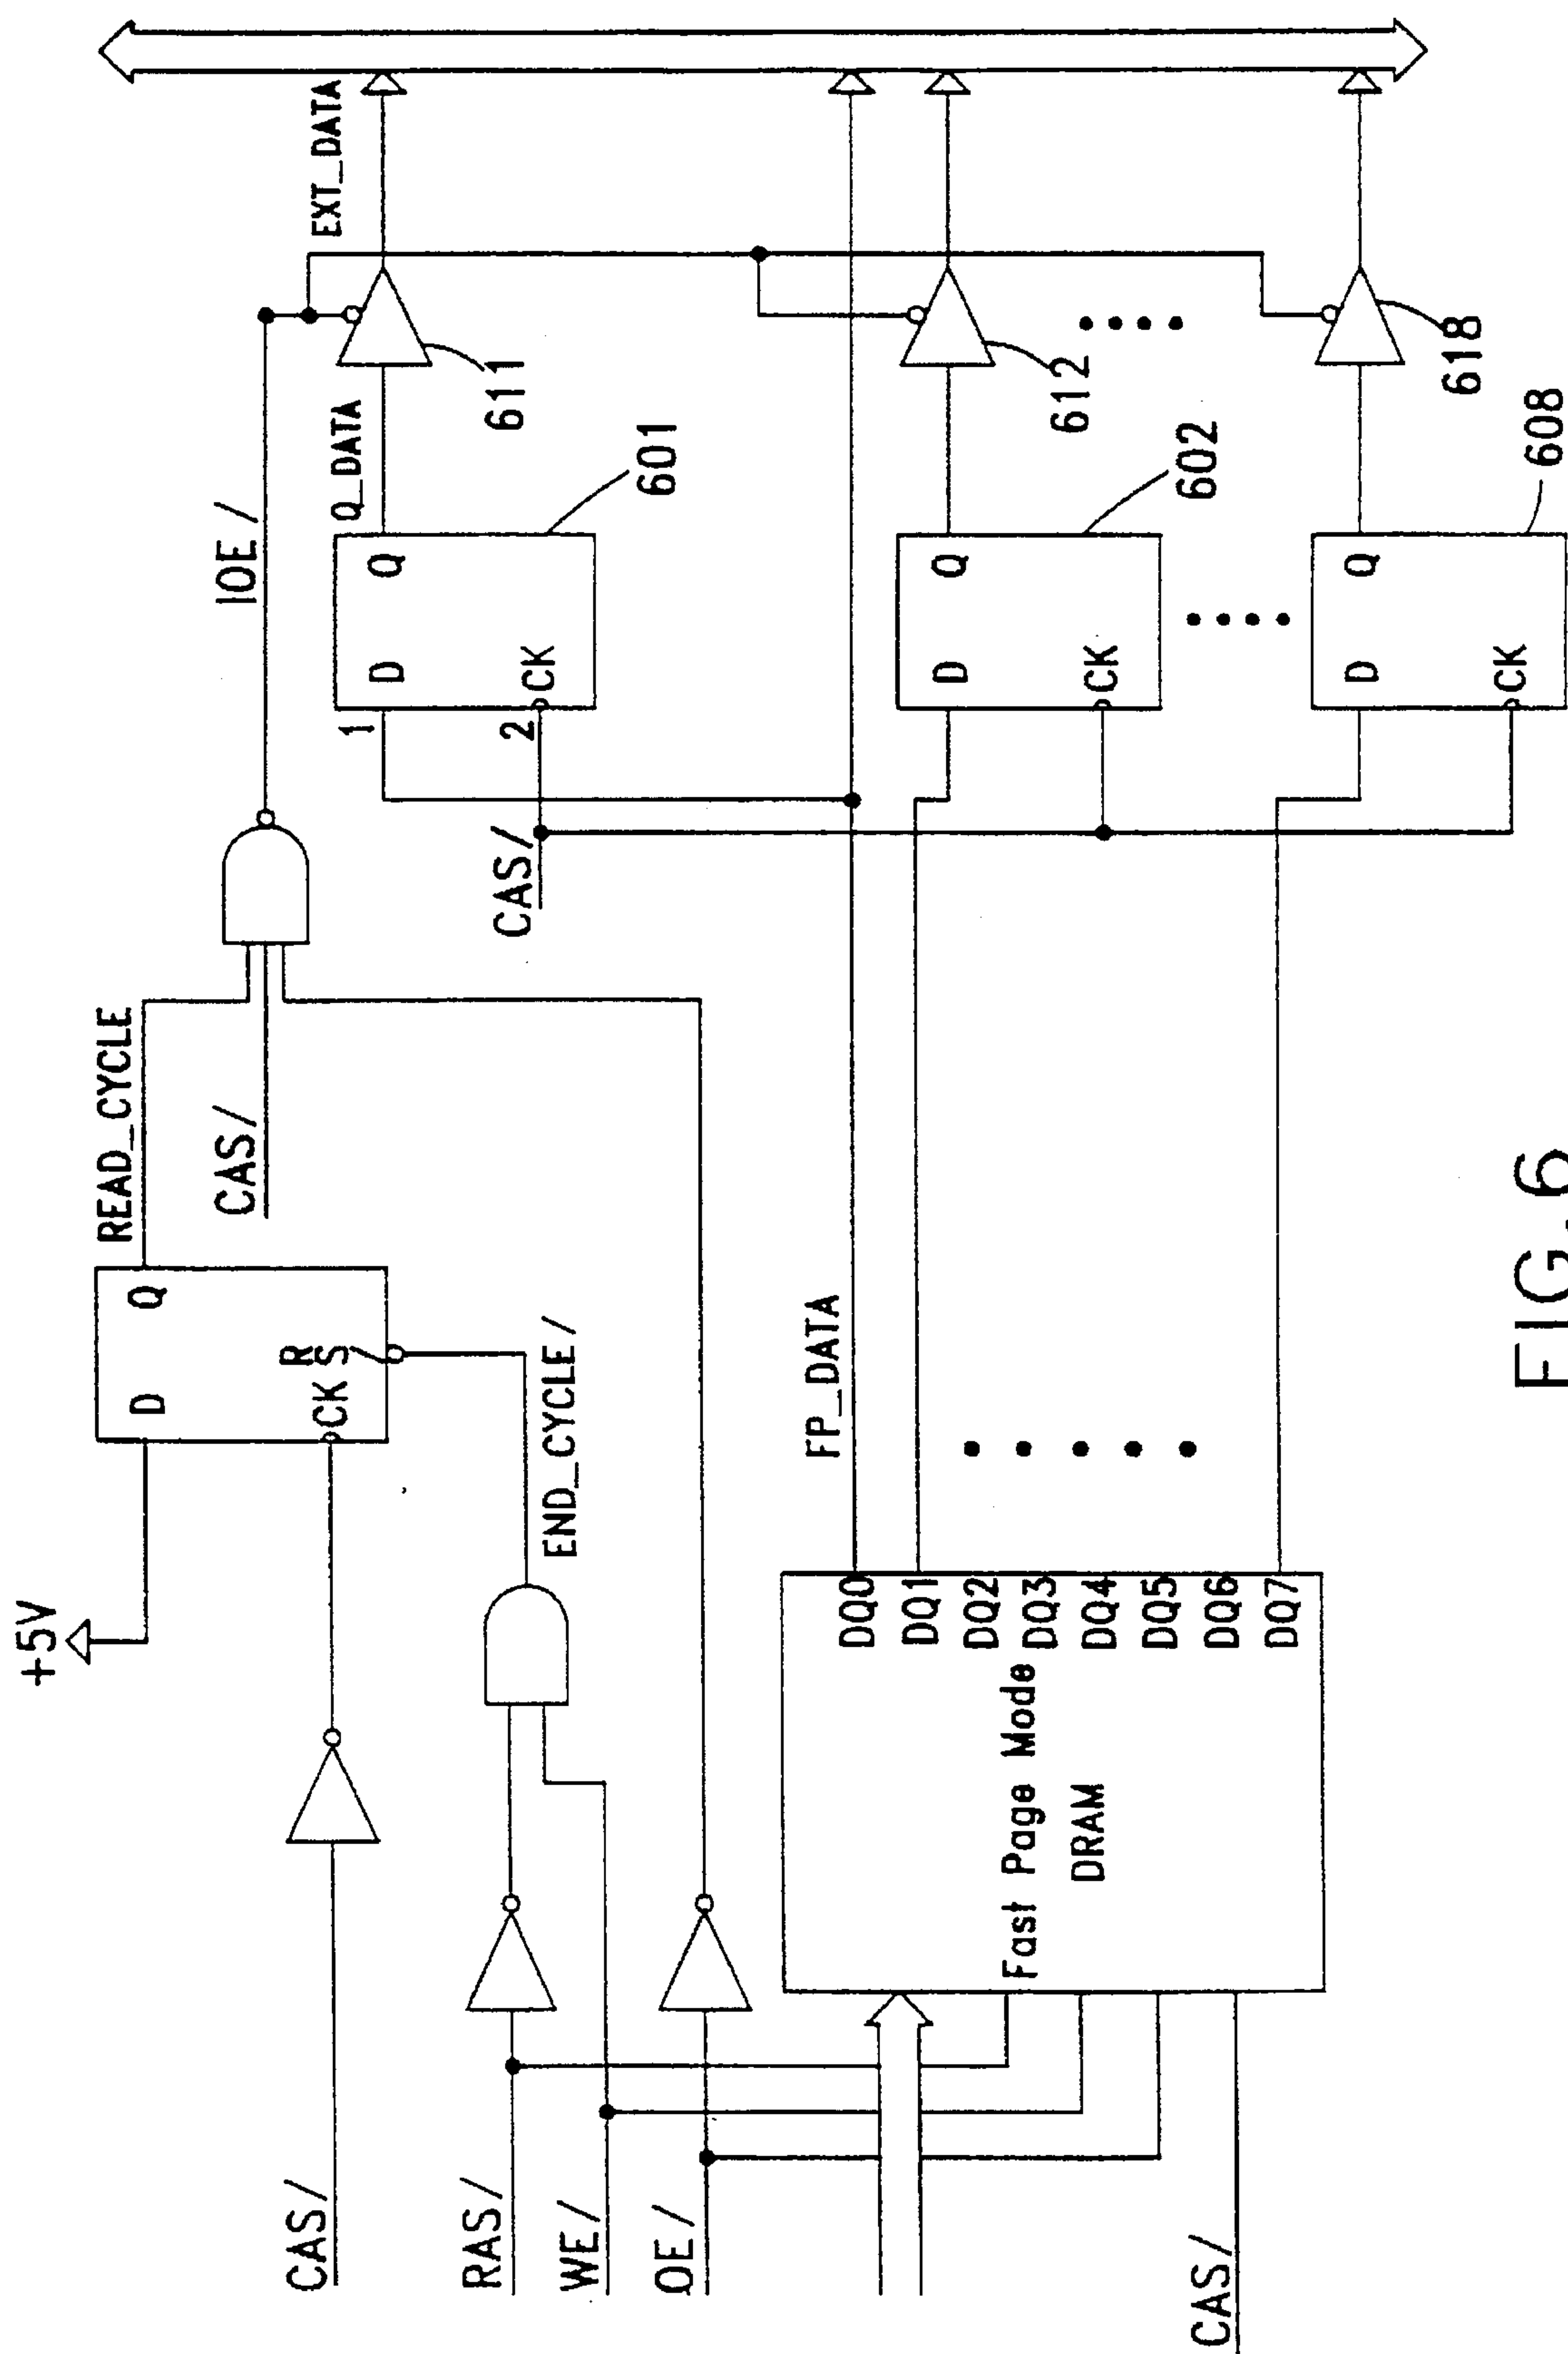 +5V
D
Q
CK
R
S
READ_CYCLE
CAS/
CAS/
IOE/
RAS/
WE/
OE/
END_CYCLE/
CAS/
1
D
Q
2
CK
601
Q_DATA
611
EXT_DATA
FP_DATA
Fast Page Mode
DRAM
DQ0
DQ1
DQ2
DQ3
DQ4
DQ5
DQ6
DQ7
CAS/
D
Q
CK
602
612
D
Q
CK
608
618
FIG.6